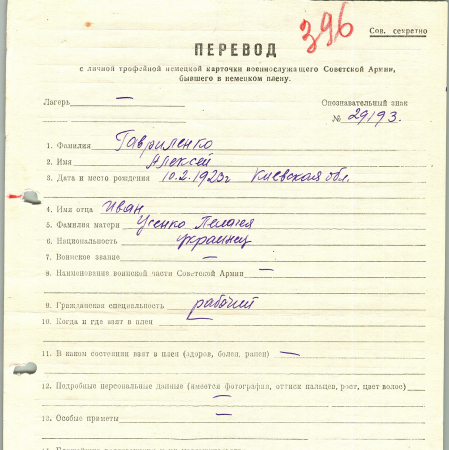 396
Сов. секретно
ПЕРЕВОД
с личной трофейной немецкой карточки военнослужащего Советской Армии,
бывшего в немецком плену.
Лагерь —
Опознавательный знак
№ 29193.
1. Фамилия Гавриленко
2. Имя Алексей
3. Дата и место рождения 10.2.1923г Киевская обл.
4. Имя отца Иван
5. Фамилия матери Усенко Пелагея
6. Национальность украинец
7. Воинское звание —
8. Наименование воинской части Советской Армии —
9. Гражданская специальность рабочий
10. Когда и где взят в плен —
11. В каком состоянии взят в плен (здоров, болен, ранен) —
12. Подробные персональные данные (имеется фотография, оттиск пальцев, рост, цвет волос)
—
13. Особые приметы —